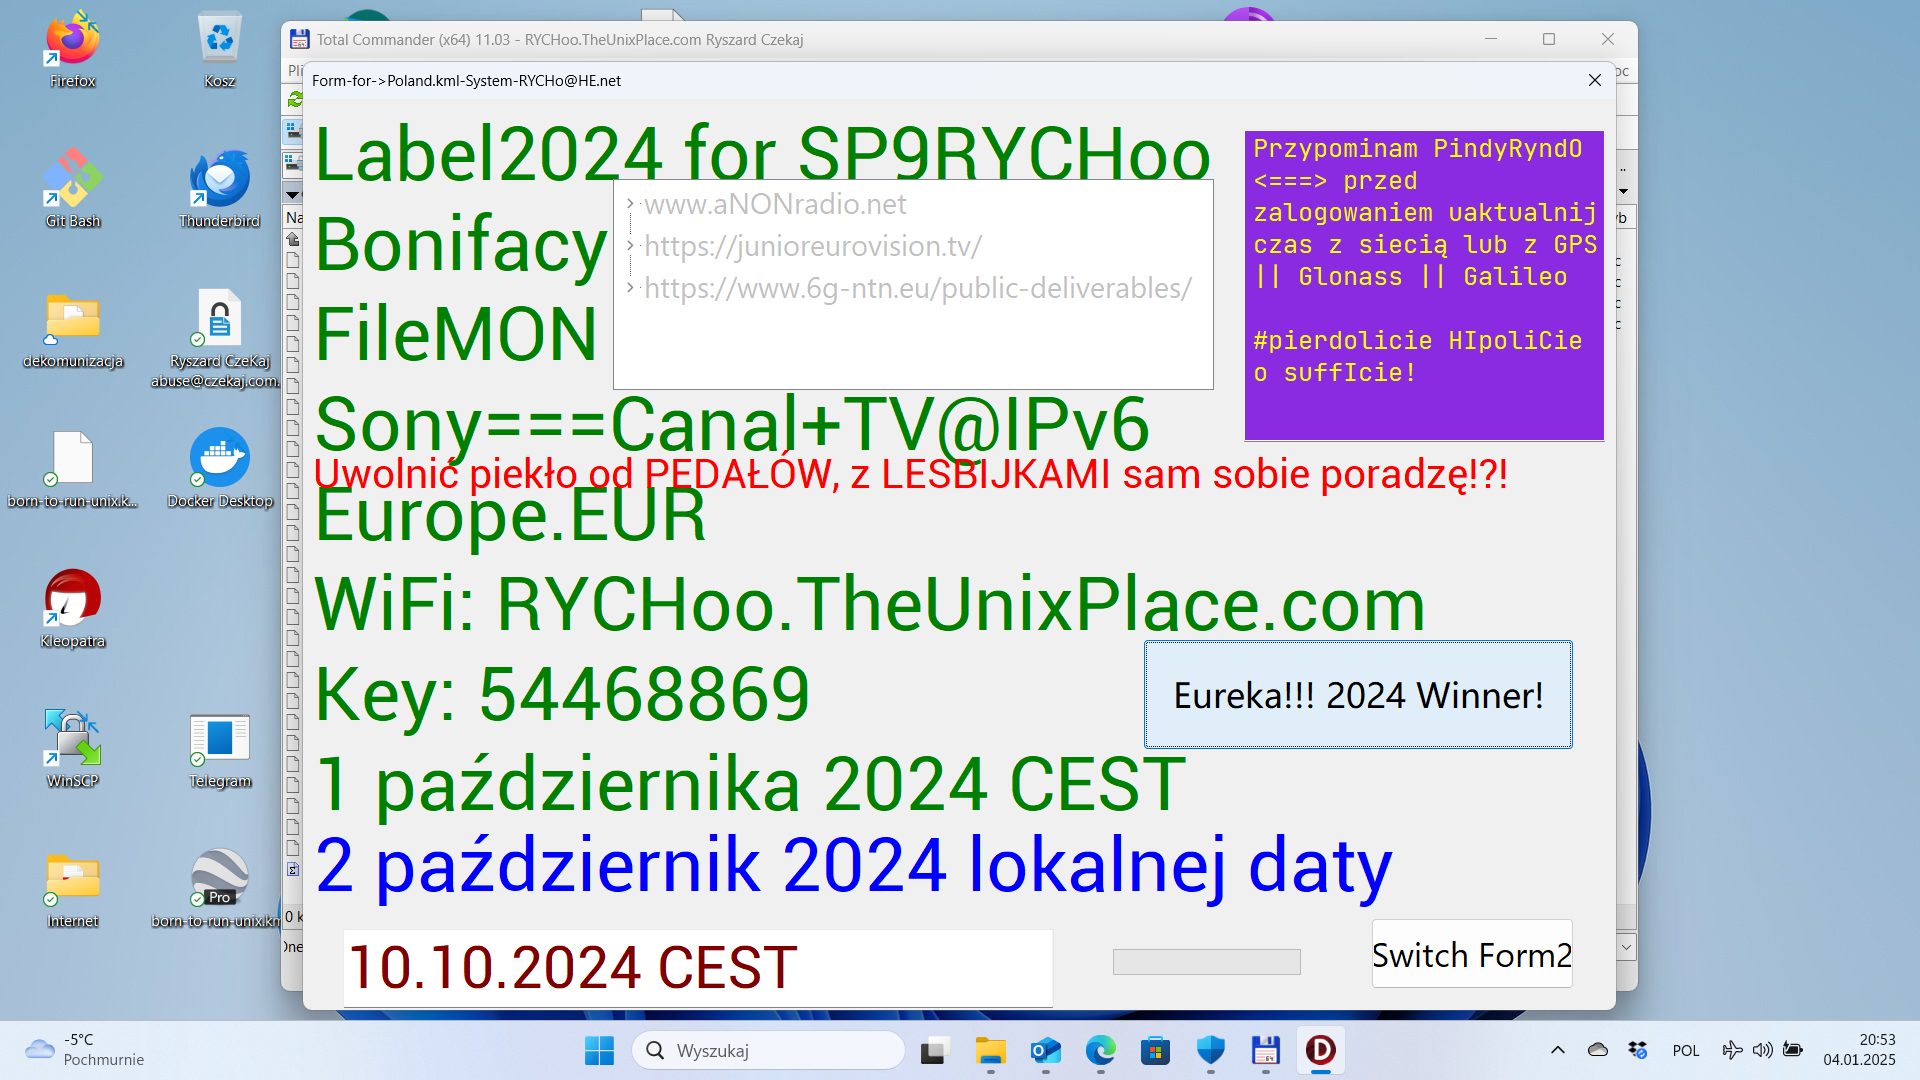 Firefox
Kosz
Git Bash
Thunderbird
dekomunizacja
Ryszard CzeKaj
abuse@czekaj.com.
born-to-run-unix.k...
Docker Desktop
Kleopatra
WinSCP
Telegram
Internet
Pro
born-to-run-unix.km
Total Commander (x64) 11.03 - RYCHoo.TheUnixPlace.com Ryszard Czekaj
Form-for->Poland.kml-System-RYCHo@HE.net
Label2024 for SP9RYCHoo
Bonifacy
FileMON
Sony===Canal+TV@IPv6
Uwolnić piekło od PEDAŁÓW, z LESBIJKAMI sam sobie poradzę!?!
Europe.EUR
WiFi: RYCHoo.TheUnixPlace.com
Key: 54468869
1 października 2024 CEST
2 październik 2024 lokalnej daty
10.10.2024 CEST
www.aNONradio.net
https://junioreurovision.tv/
https://www.6g-ntn.eu/public-deliverables/
Przypominam PindyRyndO
<===> przed
zalogowaniem uaktualnij
czas z siecią lub z GPS
|| Glonass || Galileo
#pierdolicie HIpoliCie
o suffIcie!
Eureka!!! 2024 Winner!
Switch Form2
-5°C
Pochmurnie
Wyszukaj
POL
20:53
04.01.2025